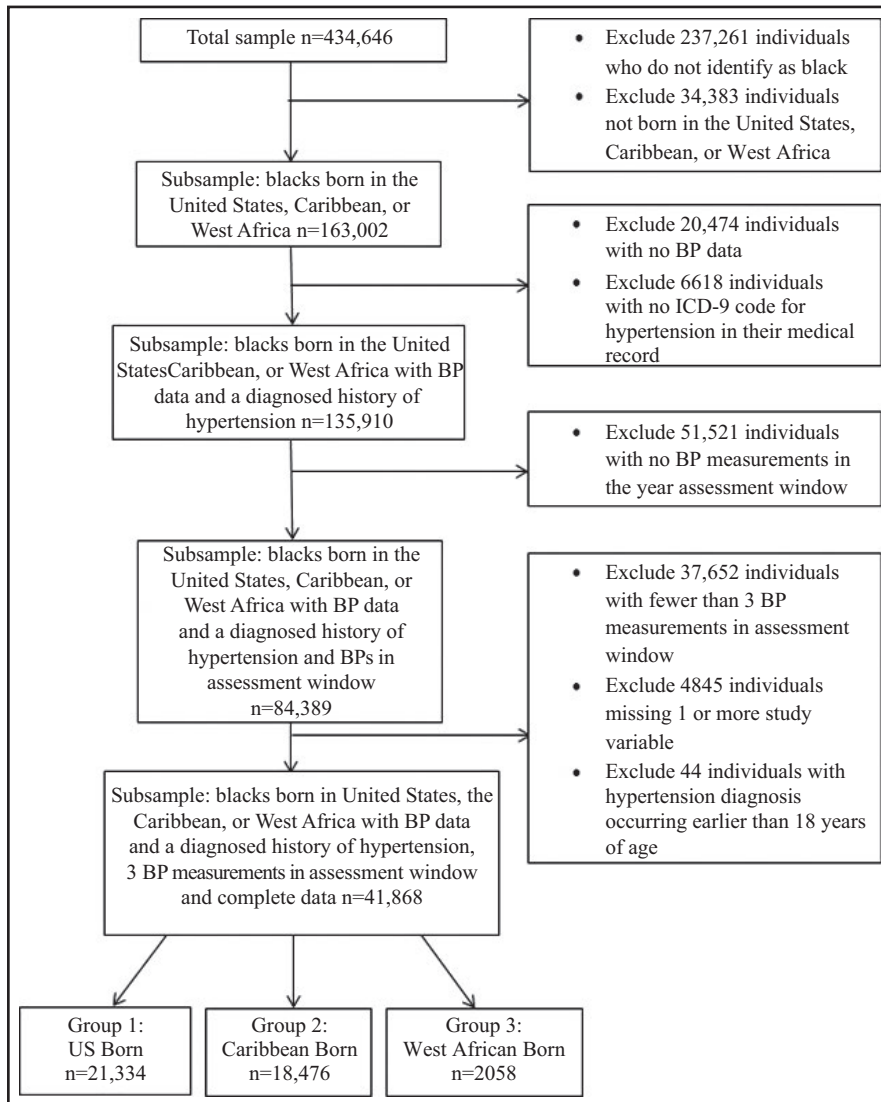 Total sample n=434,646
• Exclude 237,261 individuals
who do not identify as black
• Exclude 34,383 individuals
not born in the United States,
Caribbean, or West Africa
Subsample: blacks born in the
United States, Caribbean, or
West Africa n=163,002
• Exclude 20,474 individuals
with no BP data
• Exclude 6618 individuals
with no ICD-9 code for
hypertension in their medical
record
Subsample: blacks born in the United
StatesCaribbean, or West Africa with BP
data and a diagnosed history of
hypertension n=135,910
• Exclude 51,521 individuals
with no BP measurements in
the year assessment window
Subsample: blacks born in the
United States, Caribbean, or
West Africa with BP data
and a diagnosed history of
hypertension and BPs in
assessment window
n=84,389
• Exclude 37,652 individuals
with fewer than 3 BP
measurements in assessment
window
• Exclude 4845 individuals
missing 1 or more study
variable
• Exclude 44 individuals with
hypertension diagnosis
occurring earlier than 18 years
of age
Subsample: blacks born in United States, the
Caribbean, or West Africa with BP data
and a diagnosed history of hypertension,
3 BP measurements in assessment window
and complete data n=41,868
Group 1:
US Born
n=21,334
Group 2:
Caribbean Born
n=18,476
Group 3:
West African Born
n=2058